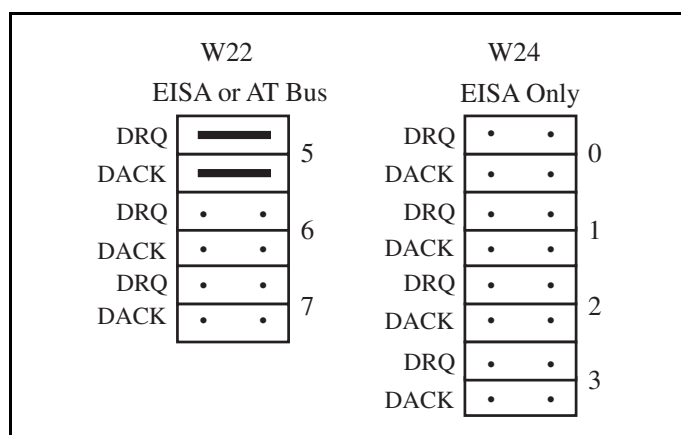 W22
EISA or AT Bus
DRQ
5
DACK
DRQ
6
DACK
DRQ
7
DACK
W24
EISA Only
DRQ
0
DACK
DRQ
1
DACK
DRQ
2
DACK
DRQ
3
DACK